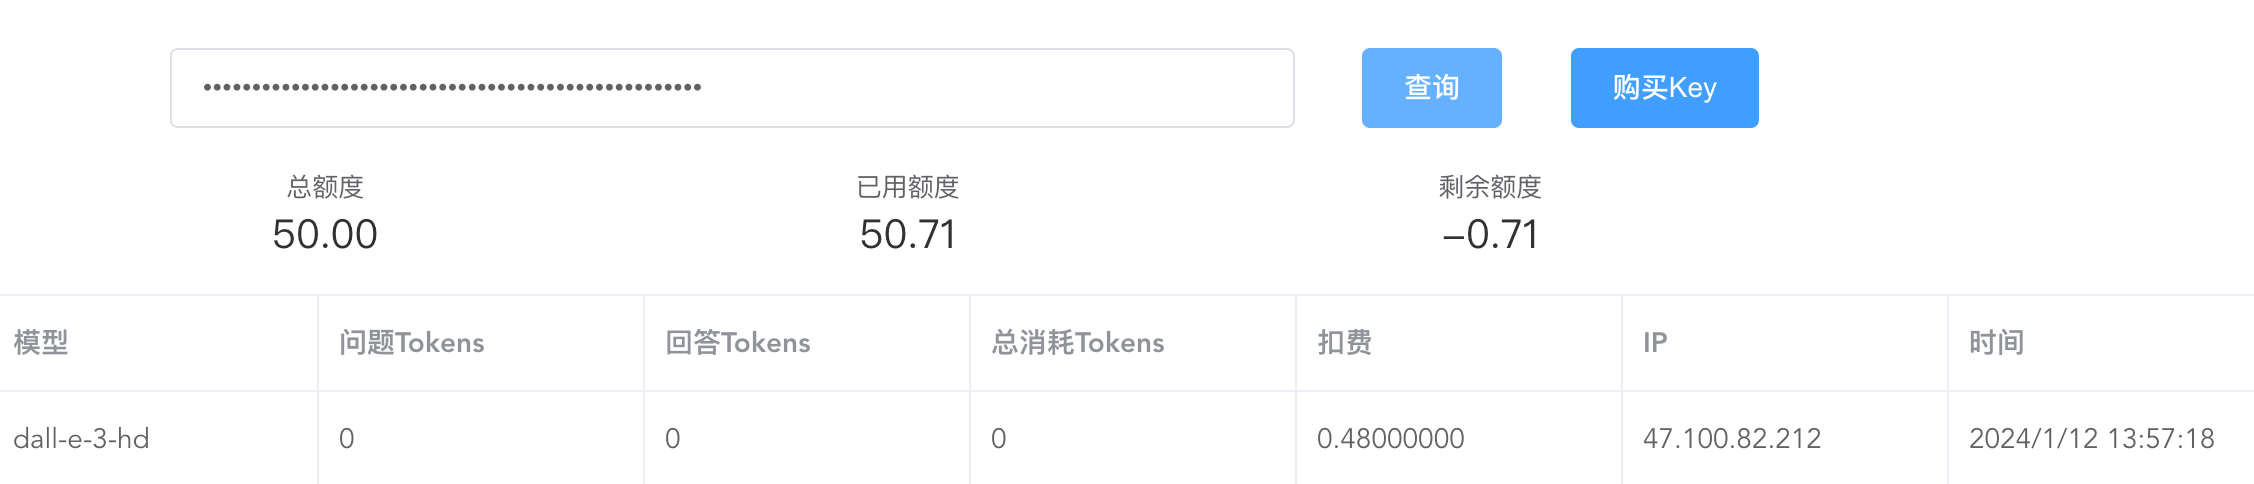 查询
购买Key
总额度
已用额度
剩余额度
50.00
50.71
-0.71
模型
问题Tokens
回答Tokens
总消耗Tokens
扣费
IP
时间
dall-e-3-hd
0
0
0
0.48000000
47.100.82.212
2024/1/12 13:57:18